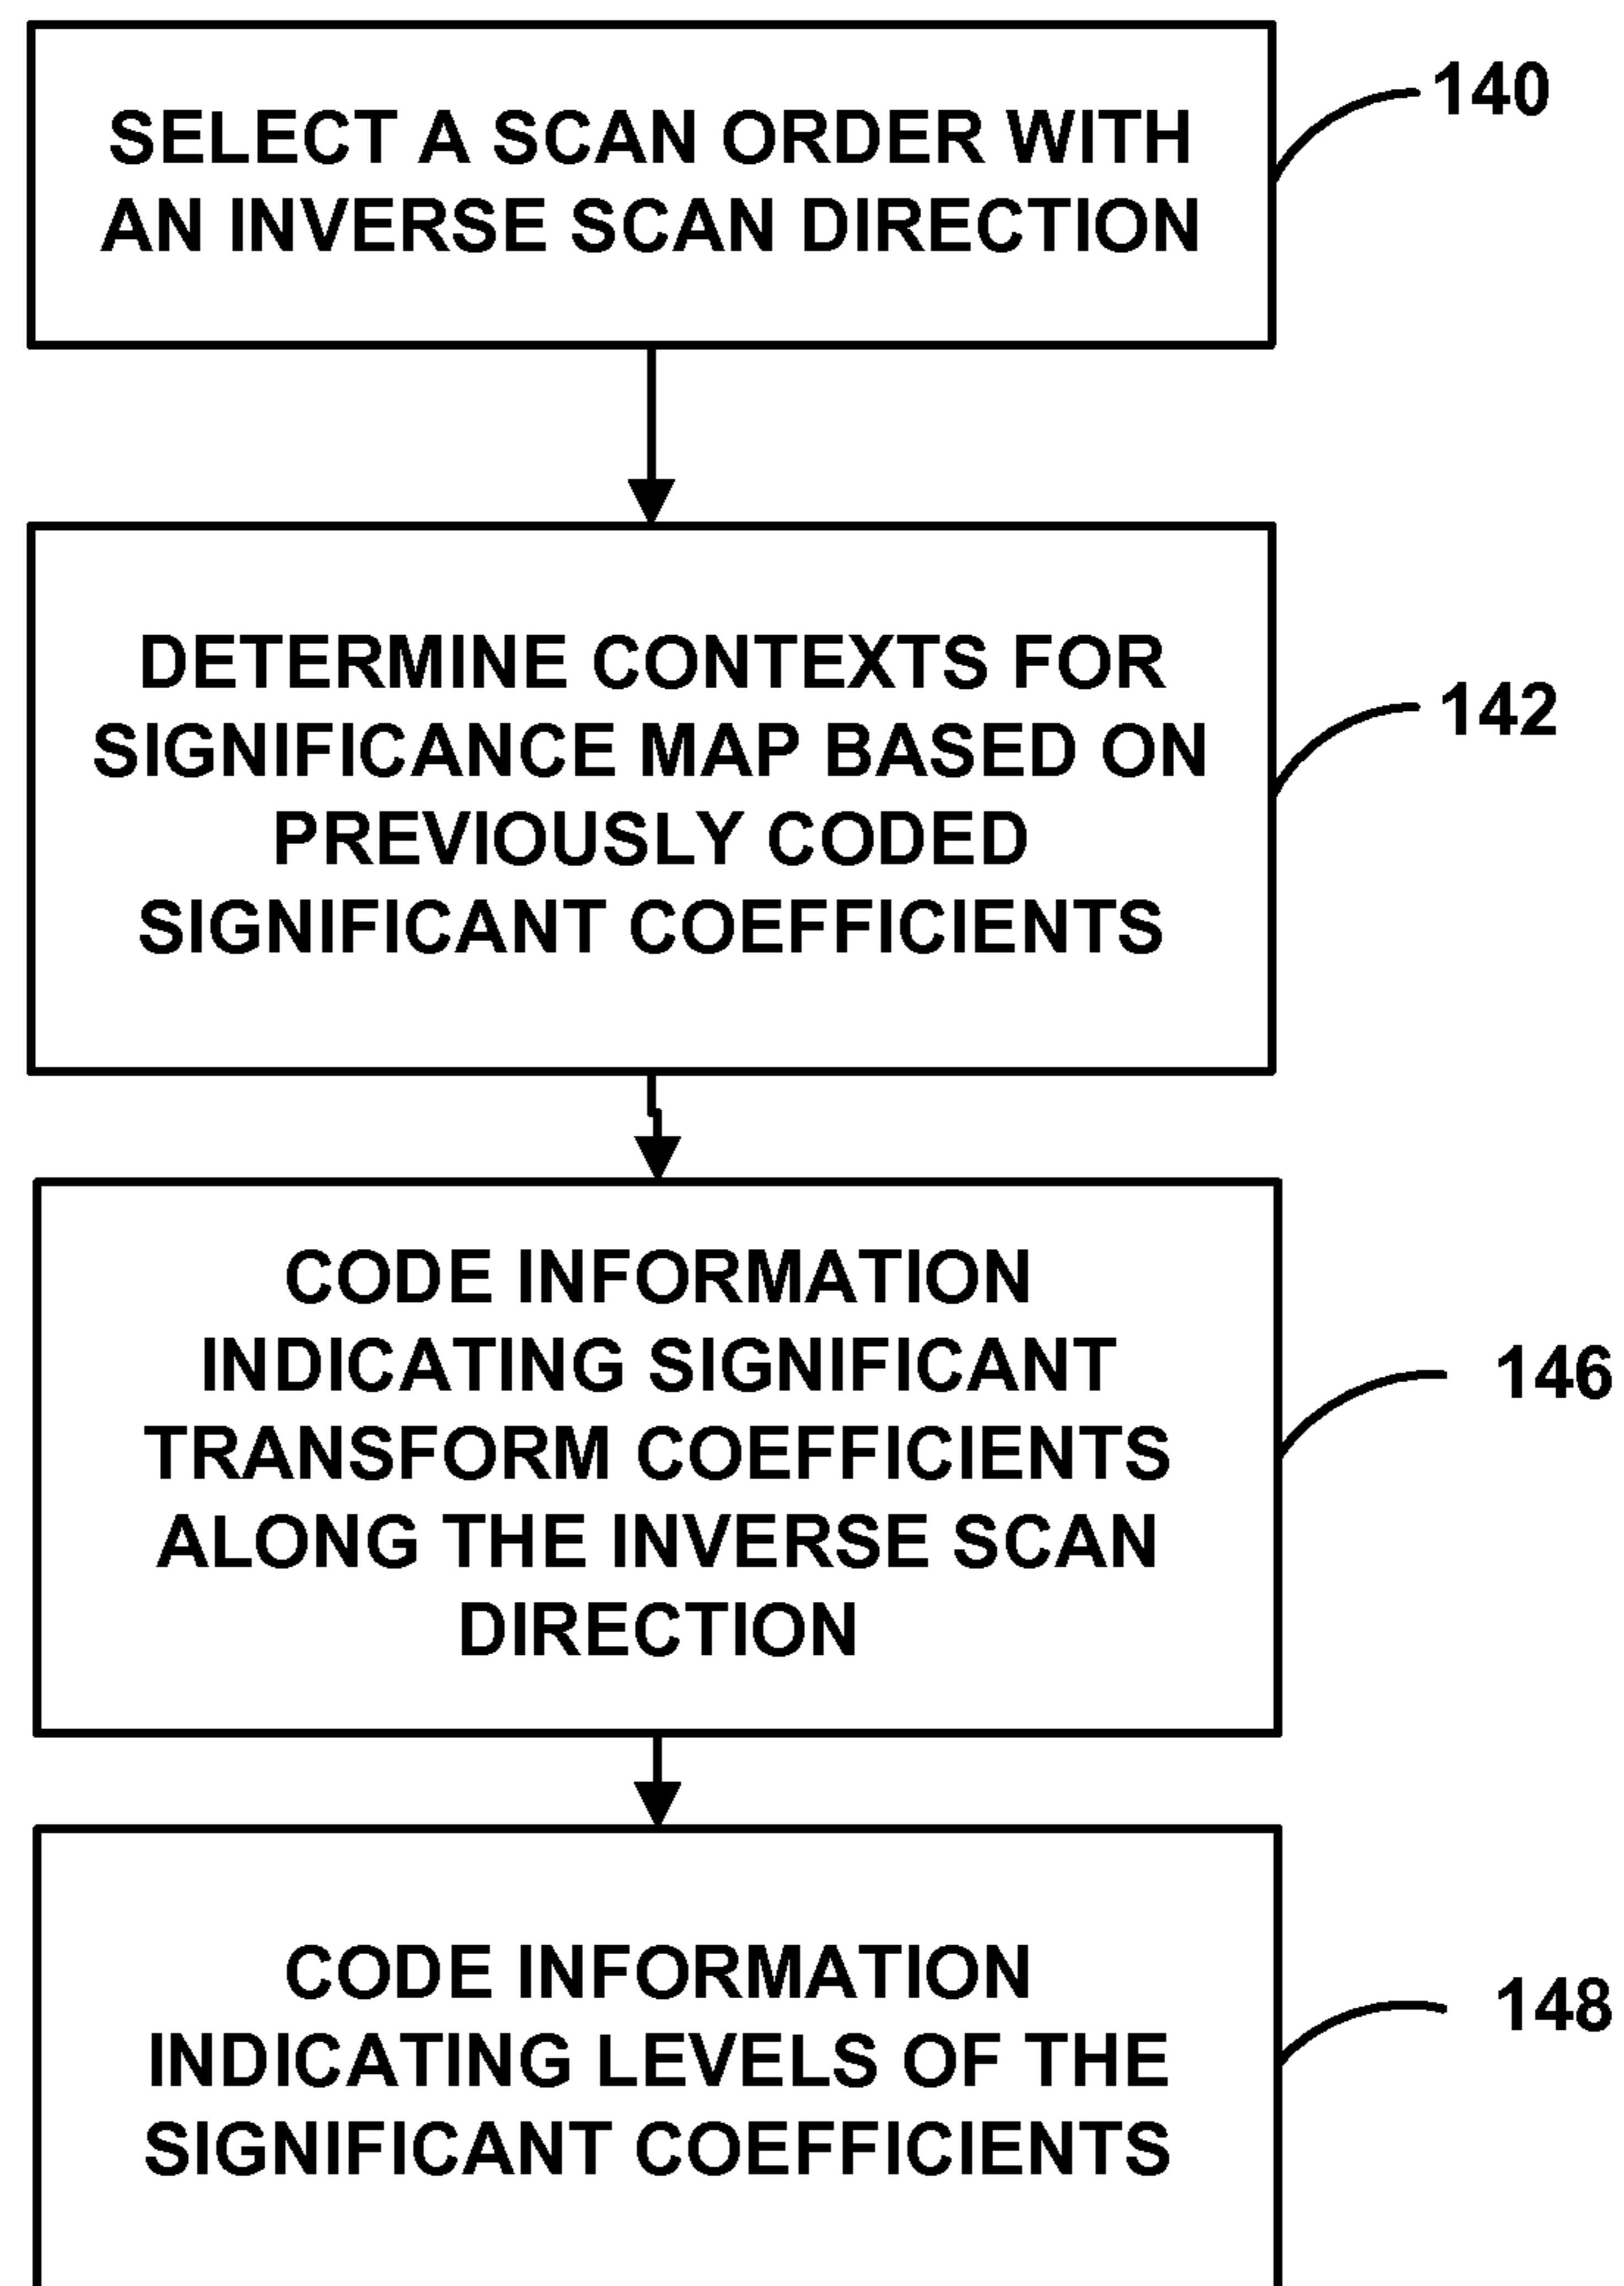 SELECT A SCAN ORDER WITH
AN INVERSE SCAN DIRECTION
140
DETERMINE CONTEXTS FOR
SIGNIFICANCE MAP BASED ON
PREVIOUSLY CODED
SIGNIFICANT COEFFICIENTS
142
CODE INFORMATION
INDICATING SIGNIFICANT
TRANSFORM COEFFICIENTS
ALONG THE INVERSE SCAN
DIRECTION
146
CODE INFORMATION
INDICATING LEVELS OF THE
SIGNIFICANT COEFFICIENTS
148